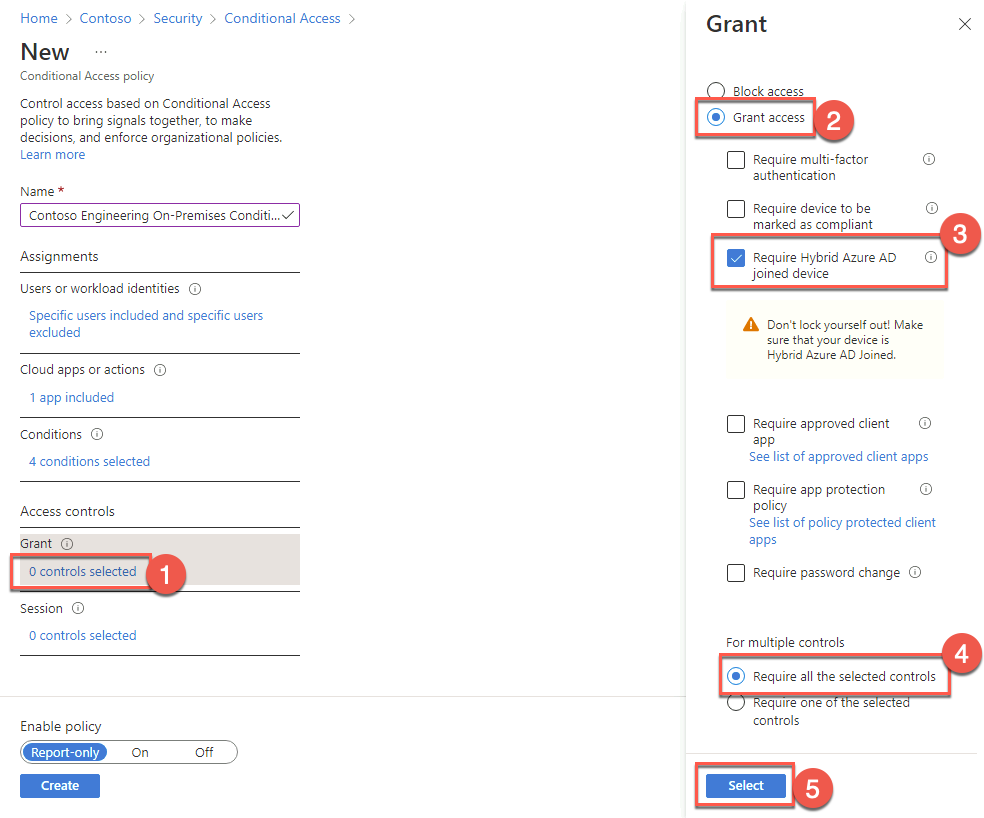 Home > Contoso > Security > Conditional Access >
New ...
Conditional Access policy
Control access based on Conditional Access
policy to bring signals together, to make
decisions, and enforce organizational policies.
Learn more
Name *
Contoso Engineering On-Premises Conditi...
Assignments
Users or workload identities
Specific users included and specific users
excluded
Cloud apps or actions
1 app included
Conditions
4 conditions selected
Access controls
Grant
0 controls selected
1
Session
0 controls selected
Enable policy
Report-only On Off
Create
Grant
Block access
Grant access
2
Require multi-factor
authentication
Require device to be
marked as compliant
3
Require Hybrid Azure AD
joined device
Don't lock yourself out! Make
sure that your device is
Hybrid Azure AD Joined.
Require approved client
app
See list of approved client apps
Require app protection
policy
See list of policy protected client
apps
Require password change
For multiple controls
4
Require all the selected controls
Require one of the selected
controls
Select
5